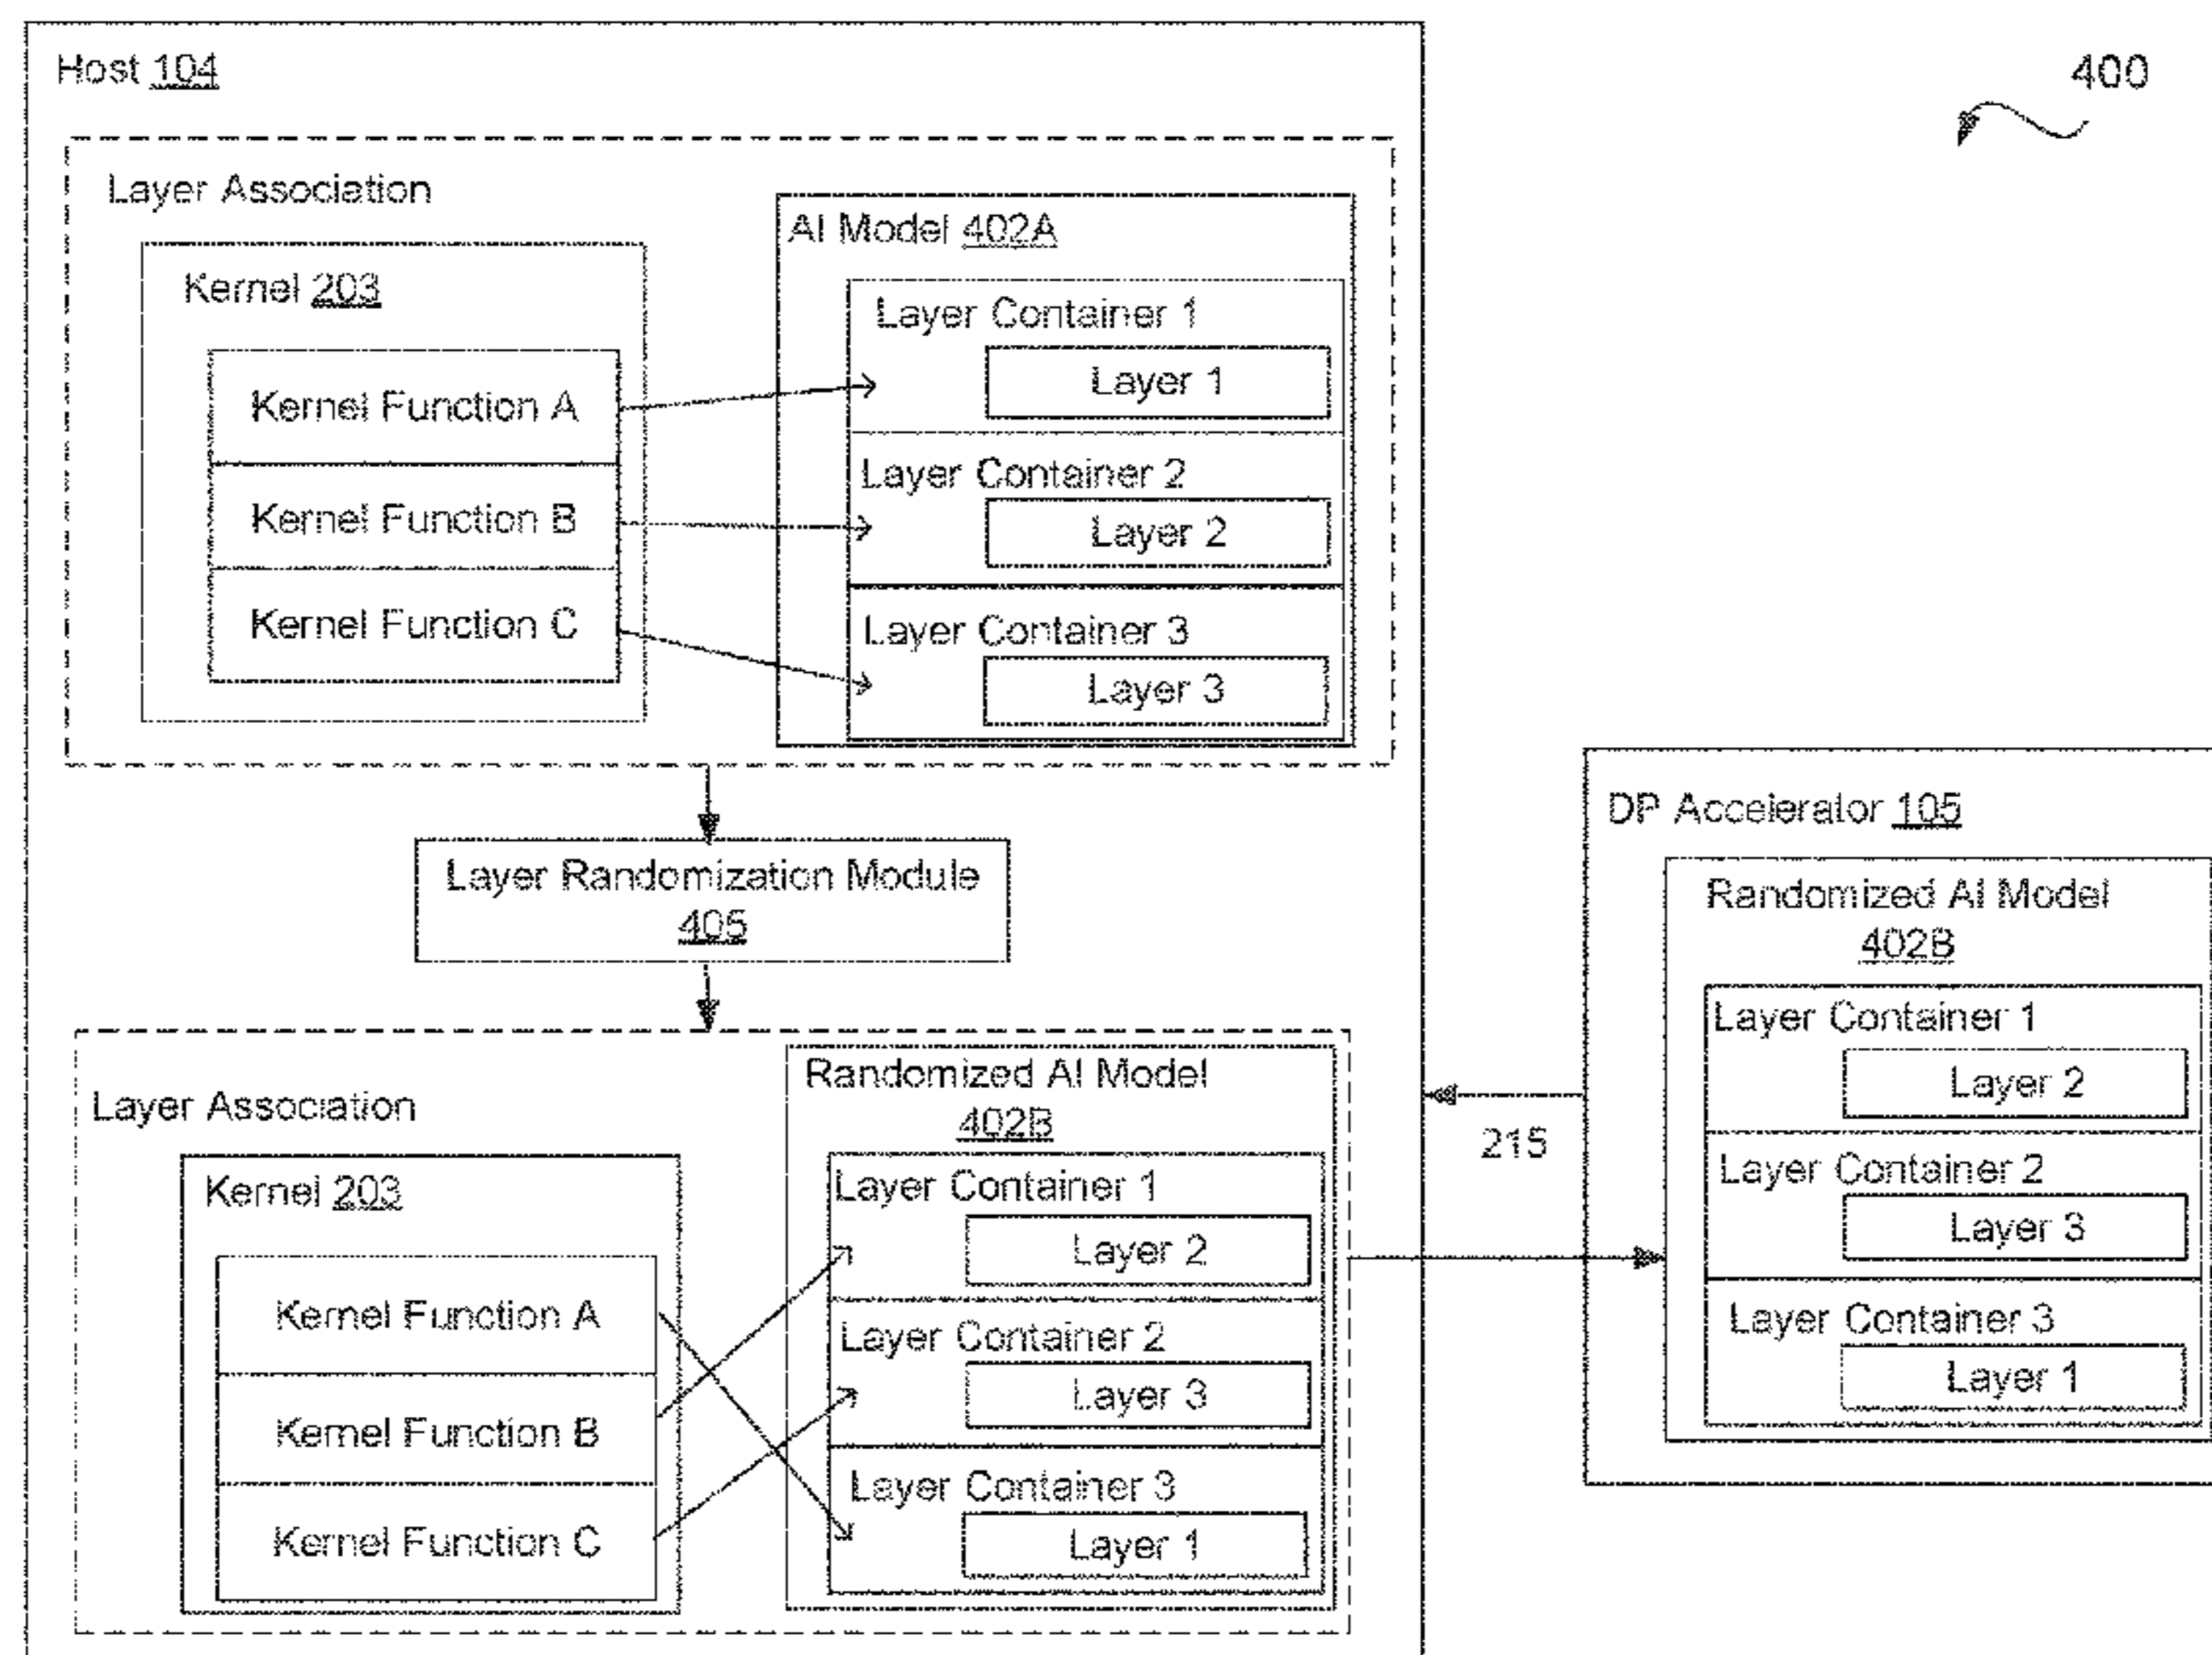 Host 104
400
Layer Association
AI Model 402A
Kernel 203
Layer Container 1
Layer 1
Kernel Function A
Layer Container 2
Layer 2
Kernel Function B
Layer Container 3
Layer 3
Kernel Function C
Layer Randomization Module
405
DP Accelerator 105
Randomized AI Model
402B
Layer Container 1
Layer 2
Layer Container 2
Layer 3
Layer Container 3
Layer 1
215
Layer Association
Randomized AI Model
402B
Kernel 203
Layer Container 1
Layer 2
Kernel Function A
Layer Container 2
Layer 3
Kernel Function B
Layer Container 3
Layer 1
Kernel Function C